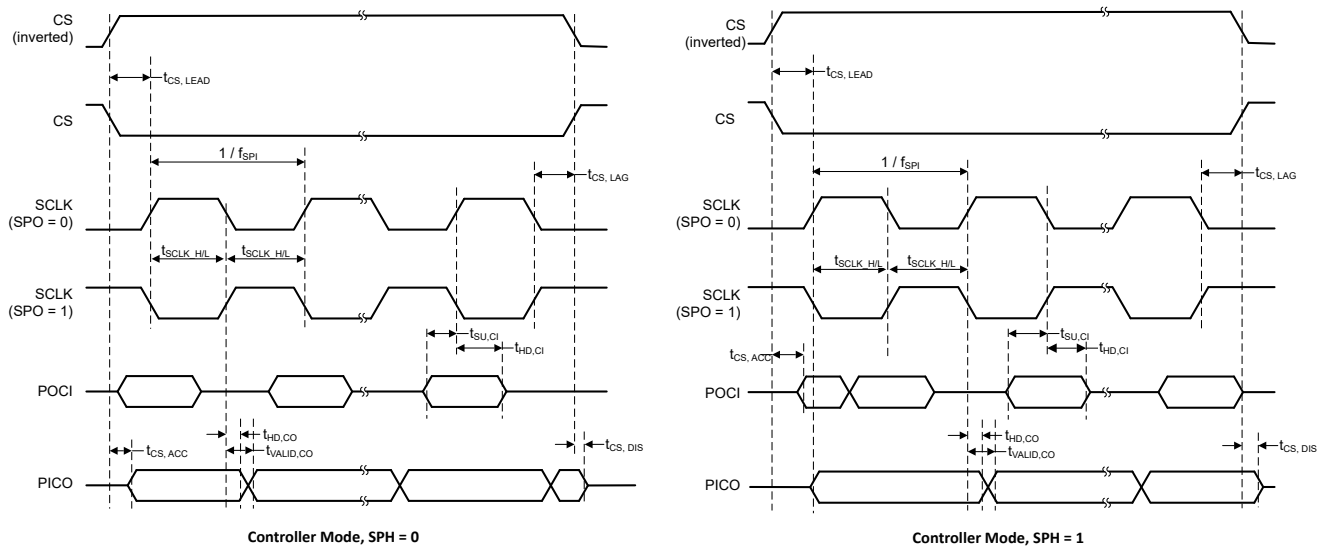 CS
(inverted)
tCS, LEAD
CS
1 / fSPI
tCS, LAG
SCLK
(SPO = 0)
tSCLK_H/L
tSCLK_H/L
SCLK
(SPO = 1)
tSU,CI
tHD,CI
POCI
tHD,CO
tCS, ACC
tVALID,CO
tCS, DIS
PICO
Controller Mode, SPH = 0
CS
(inverted)
tCS, LEAD
CS
1 / fSPI
tCS, LAG
SCLK
(SPO = 0)
tSCLK_H/L
tSCLK_H/L
SCLK
(SPO = 1)
tSU,CI
tCS, ACC
tHD,CI
POCI
tHD,CO
tVALID,CO
tCS, DIS
PICO
Controller Mode, SPH = 1